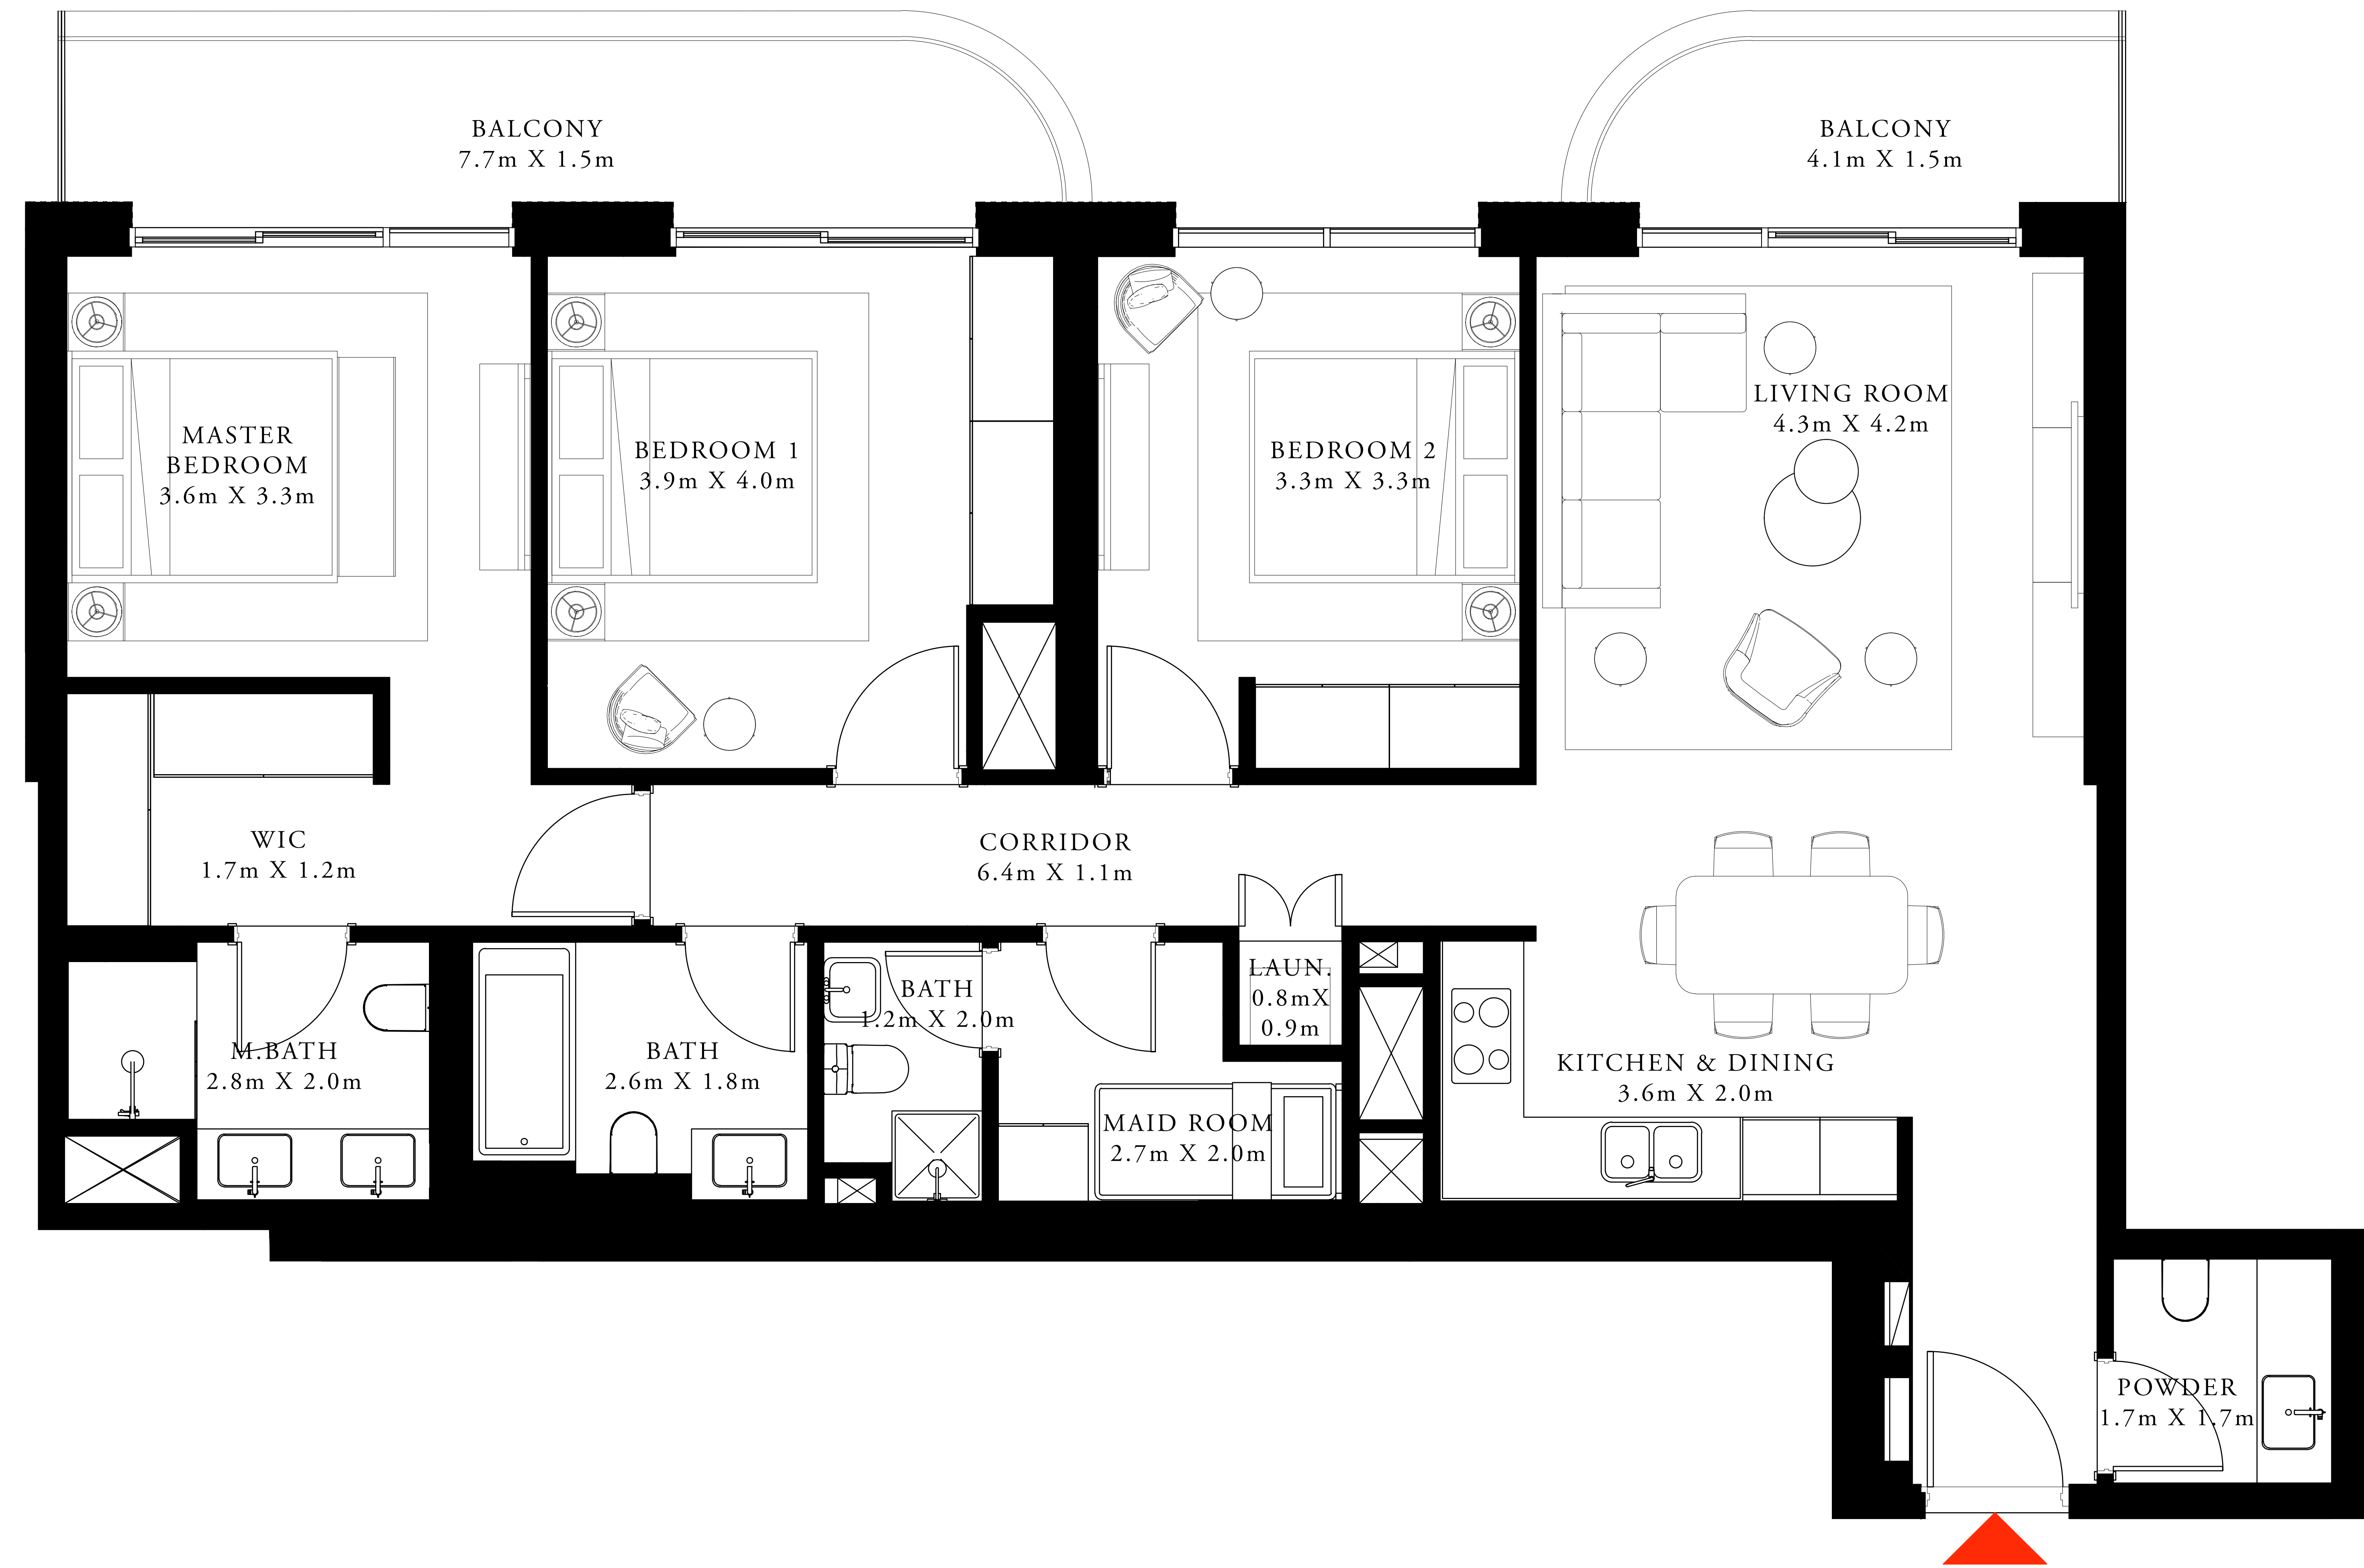 BALCONY
7.7m X 1.5m
BALCONY
4.1m X 1.5m
MASTER
BEDROOM
3.6m X 3.3m
BEDROOM 1
3.9m X 4.0m
BEDROOM 2
3.3m X 3.3m
LIVING ROOM
4.3m X 4.2m
WIC
1.7m X 1.2m
CORRIDOR
6.4m X 1.1m
M.BATH
2.8m X 2.0m
BATH
2.6m X 1.8m
BATH
1.2m X 2.0m
LAUN.
0.8mX
0.9m
MAID ROOM
2.7m X 2.0m
KITCHEN & DINING
3.6m X 2.0m
POWDER
1.7m X 1.7m